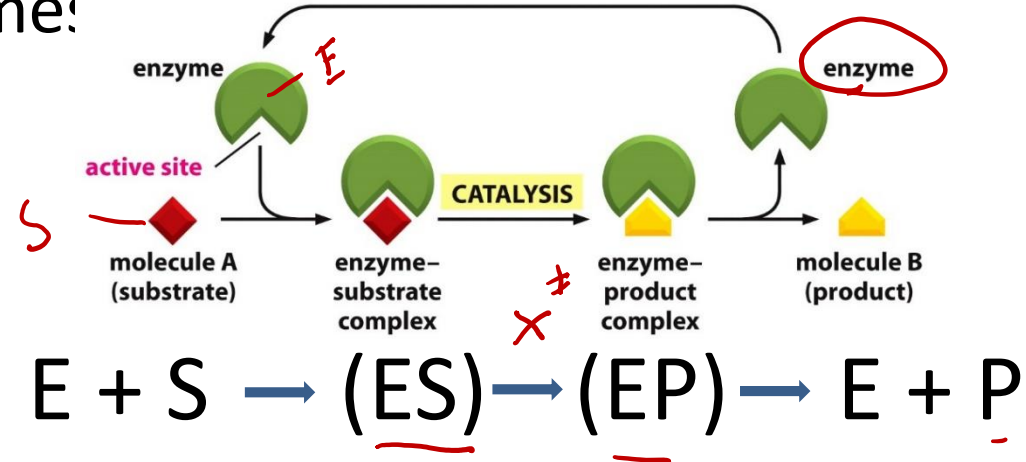 enzyme
E
enzyme
active site
S
CATALYSIS
molecule A
(substrate)
enzyme–
substrate
complex
enzyme–
product
complex
molecule B
(product)
X‡
E + S → (ES) → (EP) → E + P